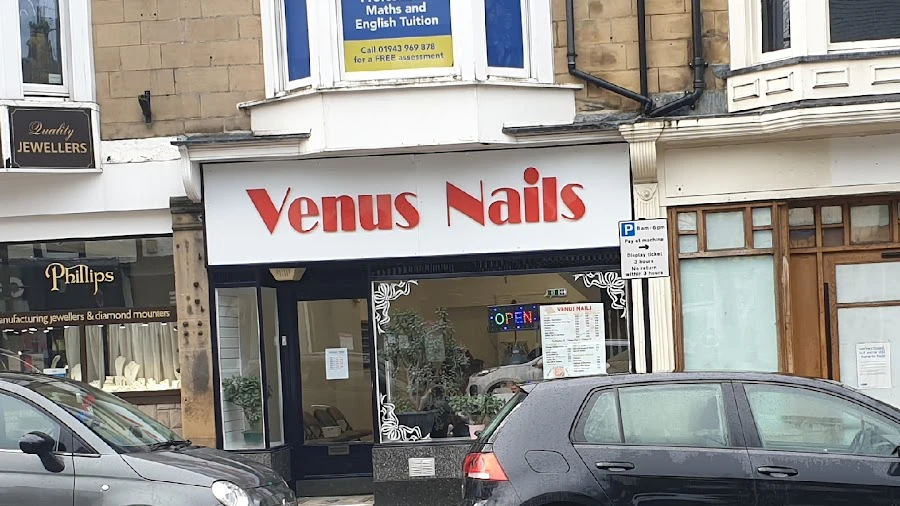 Maths and
English Tuition
Call 01943 969 878
for a FREE assessment
Quality
JEWELLERS
Venus Nails
P 8am-6pm
Pay at machine
Display ticket
3 hours
No return
within 3 hours
Phillips
manufacturing jewellers & diamond mounters
OPEN
VENUS NAILS